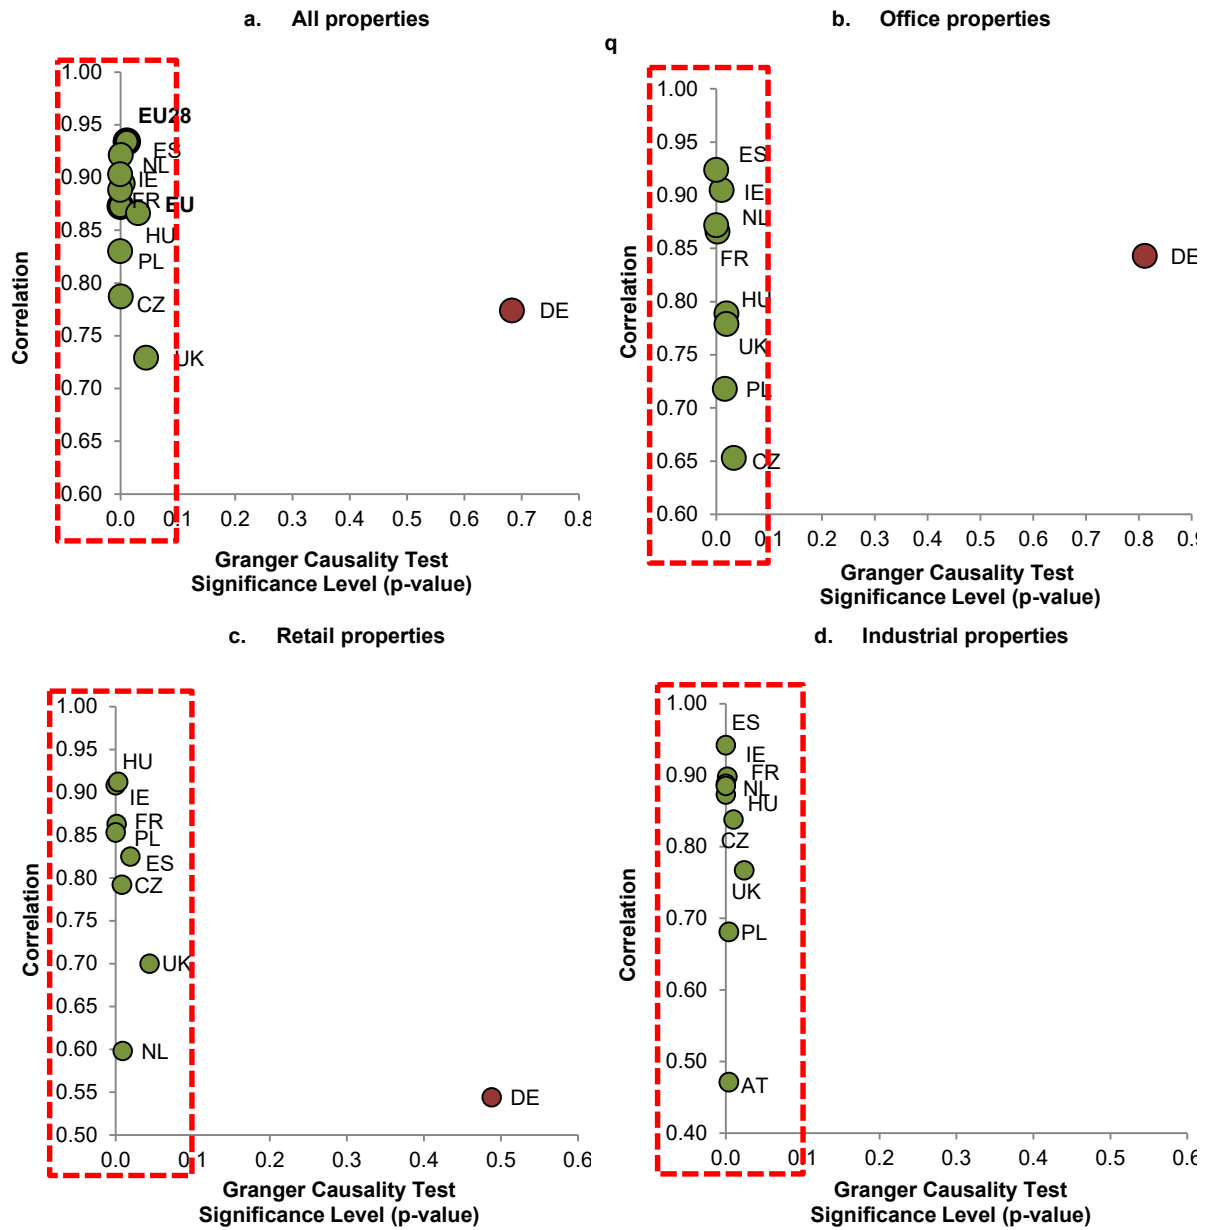 a. All properties
1.00
0.95
0.90
0.85
0.80
0.75
0.70
0.65
0.60
Correlation
EU28
ES
NL
IE
FR EU
HU
PL
CZ
UK
DE
0.0 0.1 0.2 0.3 0.4 0.5 0.6 0.7 0.8
Granger Causality Test
Significance Level (p-value)
b. Office properties
q
1.00
0.95
0.90
0.85
0.80
0.75
0.70
0.65
0.60
Correlation
ES
IE
NL
FR
HU
UK
PL
CZ
DE
0.0 0.1 0.2 0.3 0.4 0.5 0.6 0.7 0.8 0.9
Granger Causality Test
Significance Level (p-value)
c. Retail properties
1.00
0.95
0.90
0.85
0.80
0.75
0.70
0.65
0.60
0.55
0.50
Correlation
HU
IE
FR
PL
ES
CZ
UK
NL
DE
0.0 0.1 0.2 0.3 0.4 0.5 0.6
Granger Causality Test
Significance Level (p-value)
d. Industrial properties
1.00
0.90
0.80
0.70
0.60
0.50
0.40
Correlation
ES
IE
FR
NL
HU
CZ
UK
PL
AT
0.0 0.1 0.2 0.3 0.4 0.5 0.6
Granger Causality Test
Significance Level (p-value)